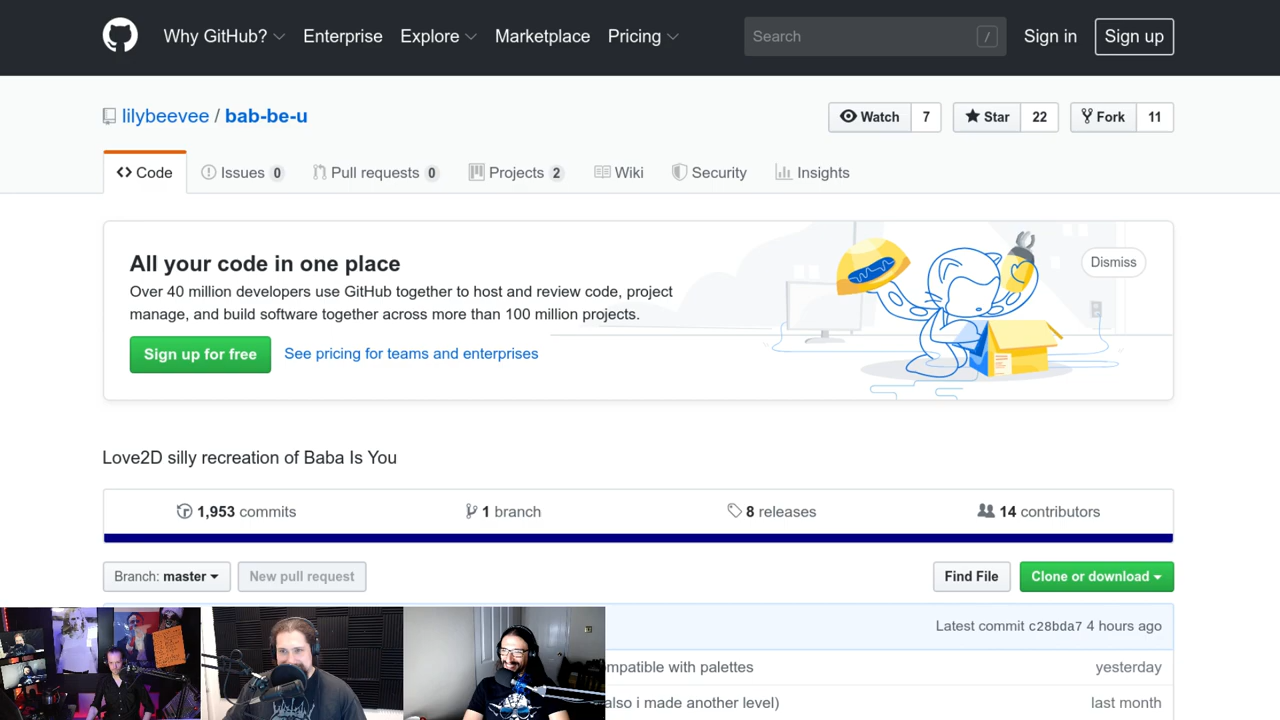 Why GitHub? Enterprise Explore Marketplace Pricing Search / Sign in Sign up
lilybeevee / bab-be-u Watch 7 Star 22 Fork 11
Code Issues 0 Pull requests 0 Projects 2 Wiki Security Insights
All your code in one place
Dismiss
Over 40 million developers use GitHub together to host and review code, project
manage, and build software together across more than 100 million projects.
Sign up for free See pricing for teams and enterprises
Love2D silly recreation of Baba Is You
1,953 commits 1 branch 8 releases 14 contributors
Branch: master New pull request Find File Clone or download
Latest commit c28bda7 4 hours ago
with palettes yesterday
also i made another level) last month